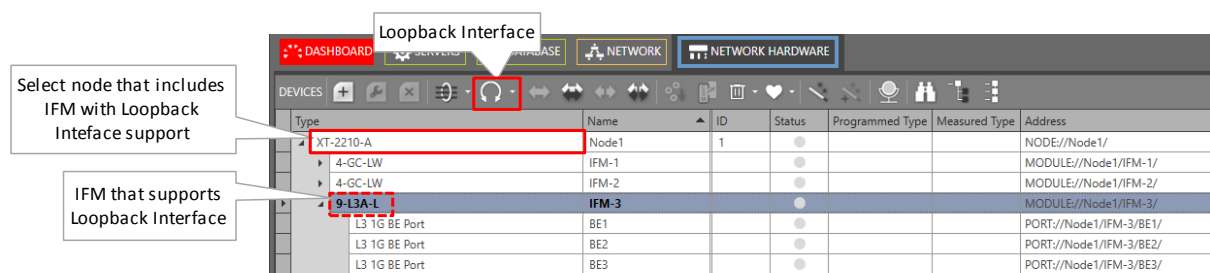 Loopback Interface
DASHBOARD SERVERS DATABASE NETWORK NETWORK HARDWARE
Select node that includes
IFM with Loopback
Inteface support
DEVICES
Type Name ID Status Programmed Type Measured Type Address
XT-2210-A Node1 1 NODE://Node1/
4-GC-LW IFM-1 MODULE://Node1/IFM-1/
4-GC-LW IFM-2 MODULE://Node1/IFM-2/
IFM that supports
Loopback Interface
9-L3A-L IFM-3 MODULE://Node1/IFM-3/
L3 1G BE Port BE1 PORT://Node1/IFM-3/BE1/
L3 1G BE Port BE2 PORT://Node1/IFM-3/BE2/
L3 1G BE Port BE3 PORT://Node1/IFM-3/BE3/